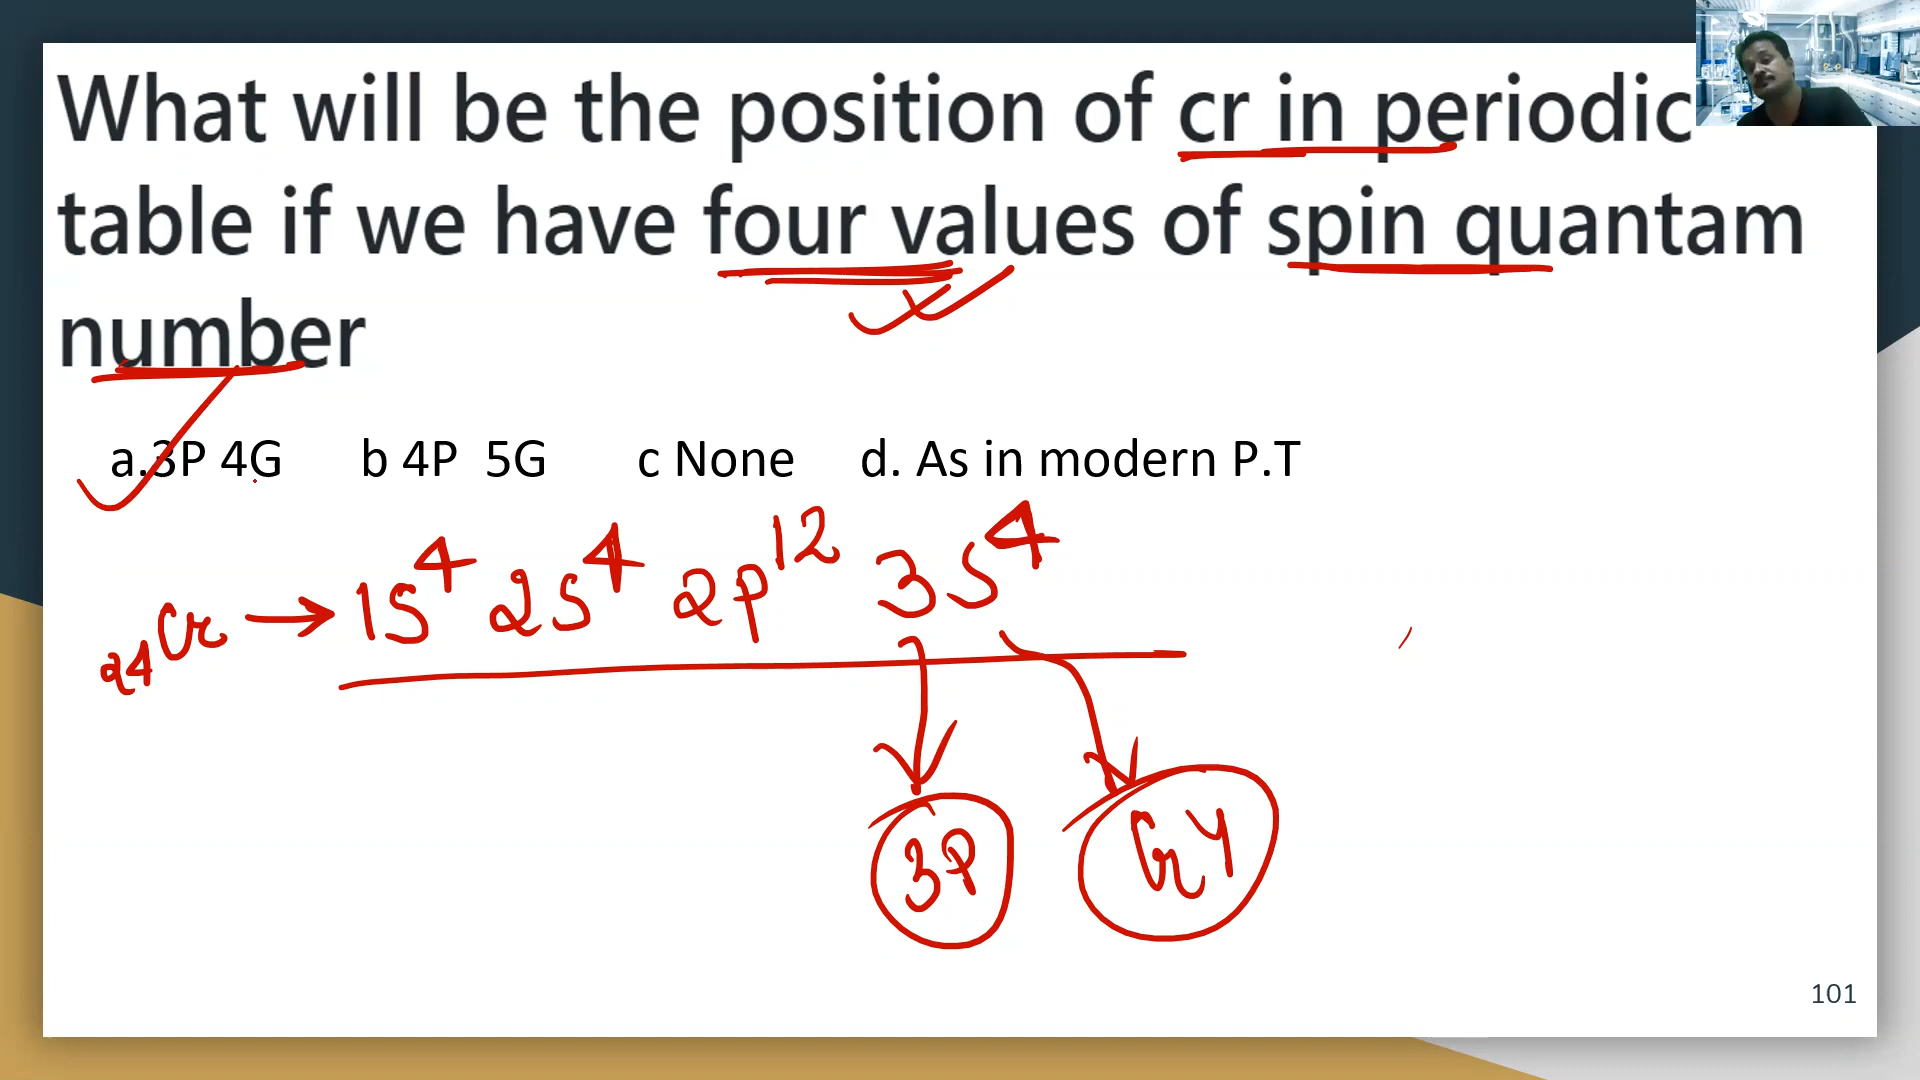 What will be the position of cr in periodic
table if we have four values of spin quantam
number
a.3P 4G b 4P 5G c None d. As in modern P.T
24Cr → 1S⁴ 2S⁴ 2P¹² 3S⁴
3P G4
101